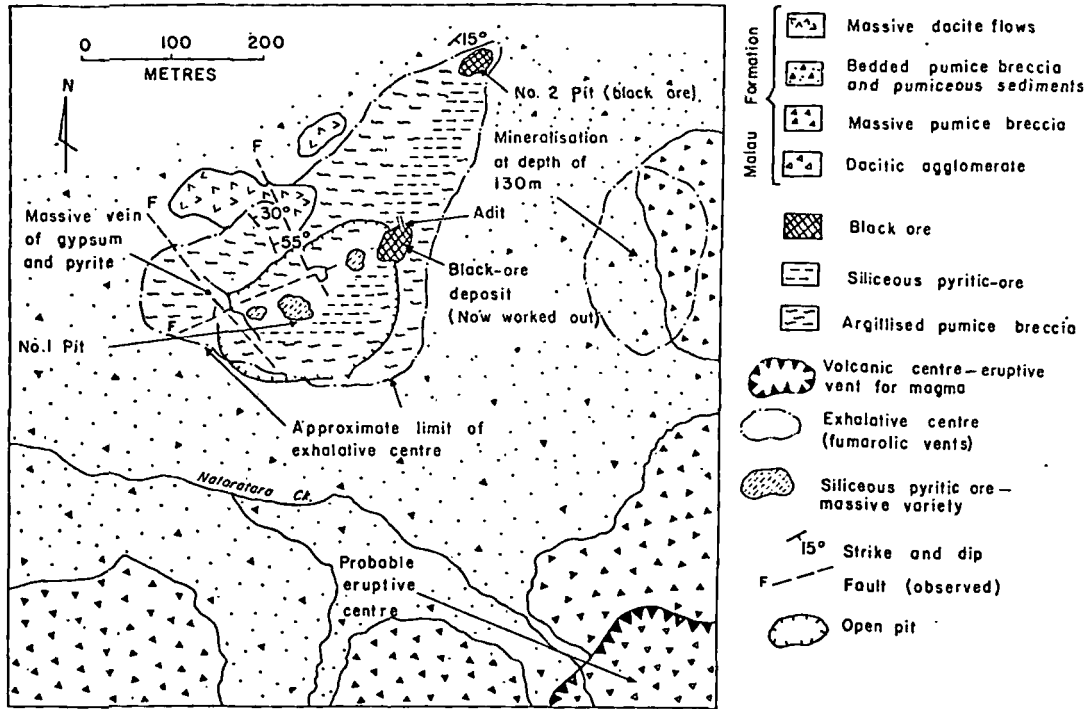 0 100 200
METRES
N
15°
No. 2 Pit (black ore)
Mineralisation
at depth of
130m
F
F
30°
55°
Massive vein
of gypsum
and pyrite
Adit
Black-ore
deposit
(Now worked out)
F
No.1 Pit
Approximate limit of
exhalative centre
Natoratara Ck.
Probable
eruptive
centre
Malau Formation
Massive dacite flows
Bedded pumice breccia
and pumiceous sediments
Massive pumice breccia
Dacitic agglomerate
Black ore
Siliceous pyritic-ore
Argillised pumice breccia
Volcanic centre—eruptive
vent for magma
Exhalative centre
(fumarolic vents)
Siliceous pyritic ore—
massive variety
15° Strike and dip
F Fault (observed)
Open pit